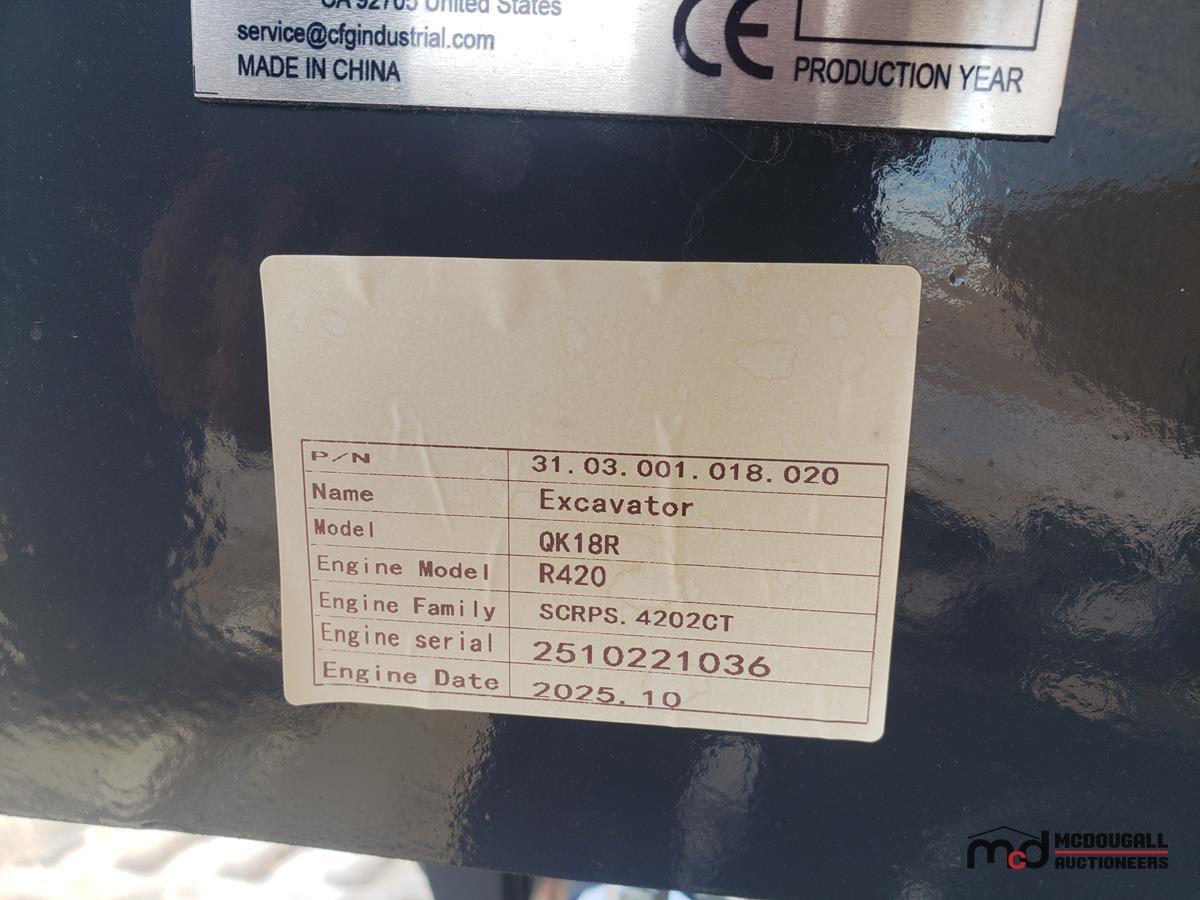 CA 92705 United States
service@cfgindustrial.com
MADE IN CHINA
CE
PRODUCTION YEAR
P/N 31.03.001.018.020
Name Excavator
Model QK18R
Engine Model R420
Engine Family SCRPS.4202CT
Engine serial 2510221036
Engine Date 2025.10
mcd MCDOUGALL
AUCTIONEERS